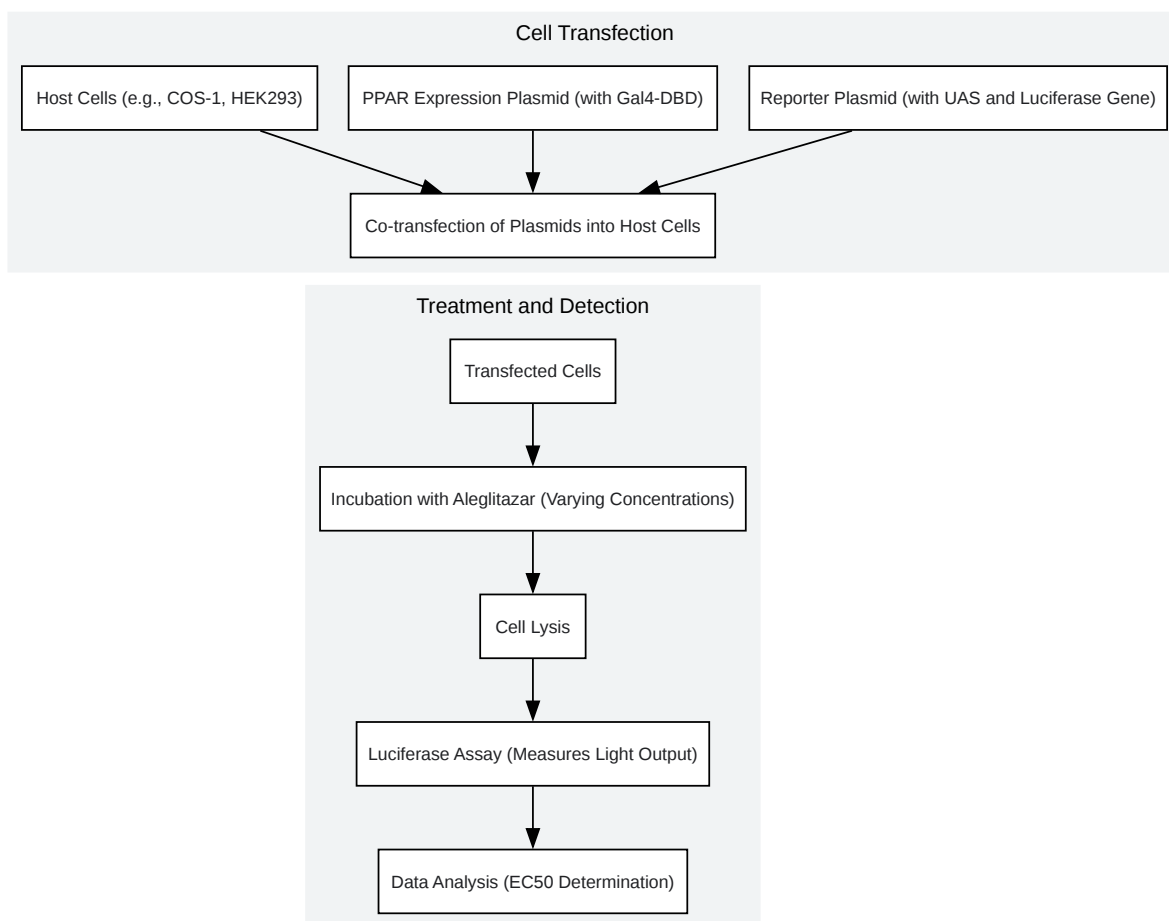 Cell Transfection
Host Cells (e.g., COS-1, HEK293)
PPAR Expression Plasmid (with Gal4-DBD)
Reporter Plasmid (with UAS and Luciferase Gene)
Co-transfection of Plasmids into Host Cells
Treatment and Detection
Transfected Cells
Incubation with Aleglitazar (Varying Concentrations)
Cell Lysis
Luciferase Assay (Measures Light Output)
Data Analysis (EC50 Determination)